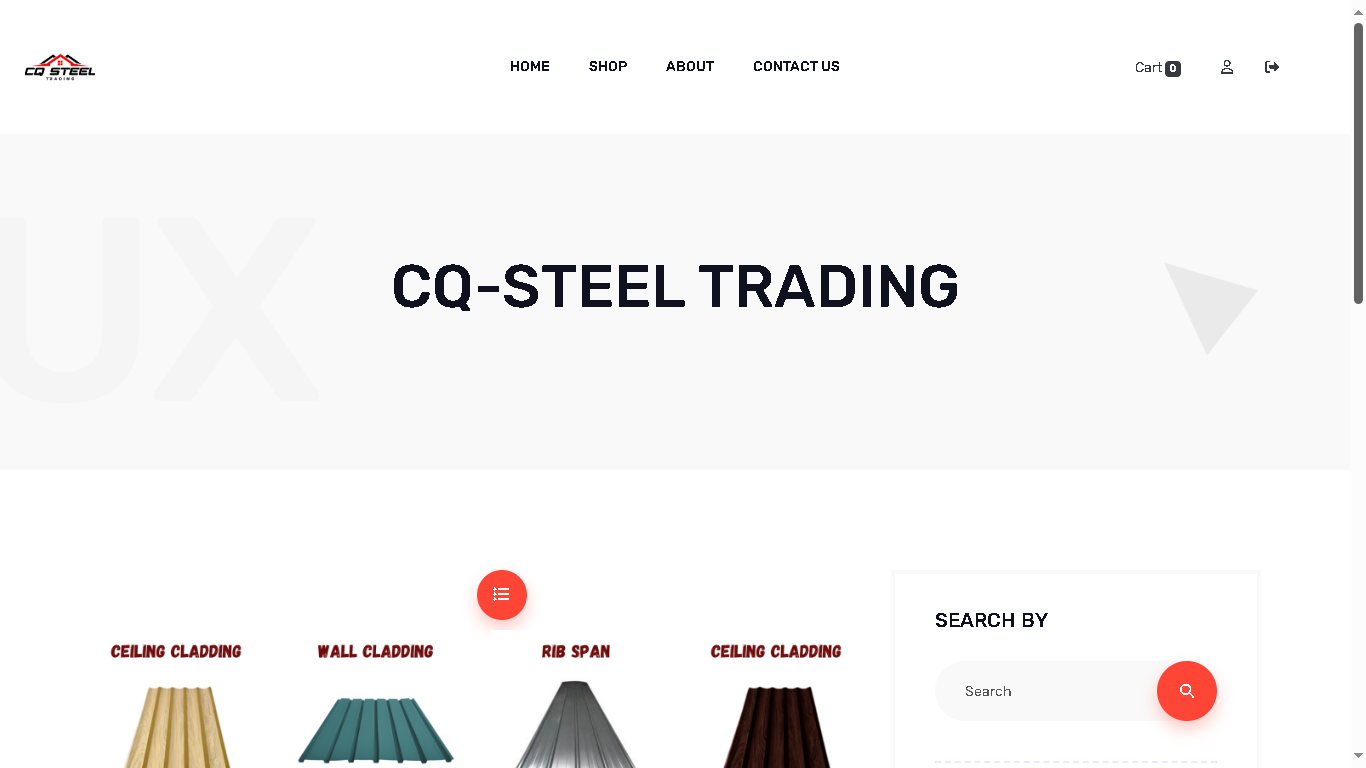 CQ STEEL
TRADING
HOME SHOP ABOUT CONTACT US
Cart 0
UX
CQ-STEEL TRADING
SEARCH BY
CEILING CLADDING WALL CLADDING RIB SPAN CEILING CLADDING
Search